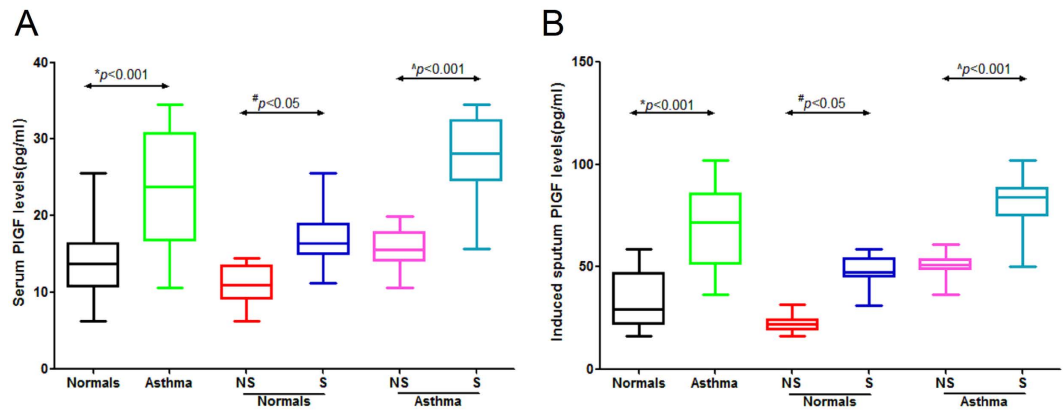 A
Serum PIGF levels(pg/ml)
40
30
20
10
0
*p<0.001
#p<0.05
^p<0.001
Normals
Asthma
NS
S
NS
S
Normals
Asthma
B
Induced sputum PIGF levels(pg/ml)
150
100
50
0
*p<0.001
#p<0.05
^p<0.001
Normals
Asthma
NS
S
NS
S
Normals
Asthma